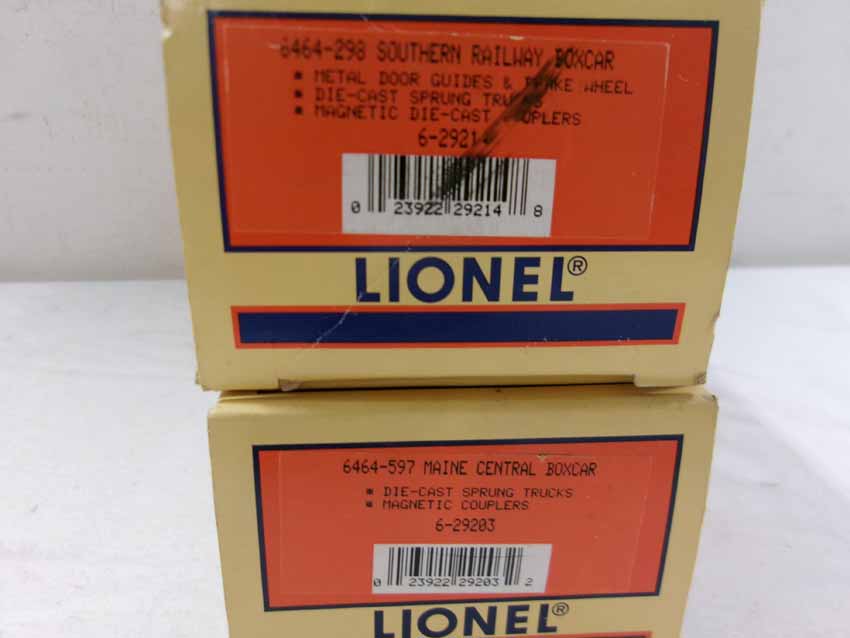 6464-298 SOUTHERN RAILWAY BOXCAR
* METAL DOOR GUIDES & BRAKE WHEEL
* DIE-CAST SPRUNG TRUCKS
* MAGNETIC DIE-CAST COUPLERS
6-29214
0 23922 29214 8
LIONEL®
6464-597 MAINE CENTRAL BOXCAR
* DIE-CAST SPRUNG TRUCKS
* MAGNETIC COUPLERS
6-29203
0 23922 29203 2
LIONEL®